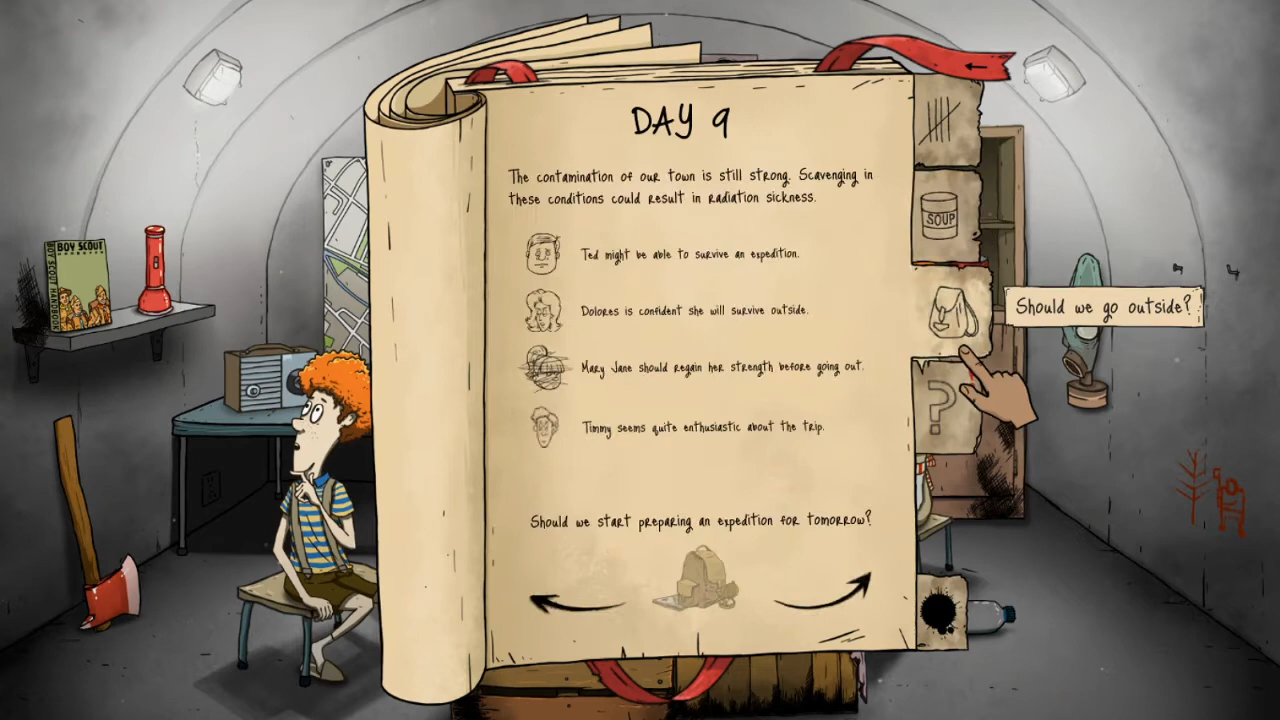 DAY 9
The contamination of our town is still strong. Scavenging in
these conditions could result in radiation sickness.
Ted might be able to survive an expedition.
Dolores is confident she will survive outside.
Mary Jane should regain her strength before going out.
Timmy seems quite enthusiastic about the trip.
Should we start preparing an expedition for tomorrow?
SOUP
Should we go outside?
?
BOY SCOUT
BOY SCOUT HANDBOOK